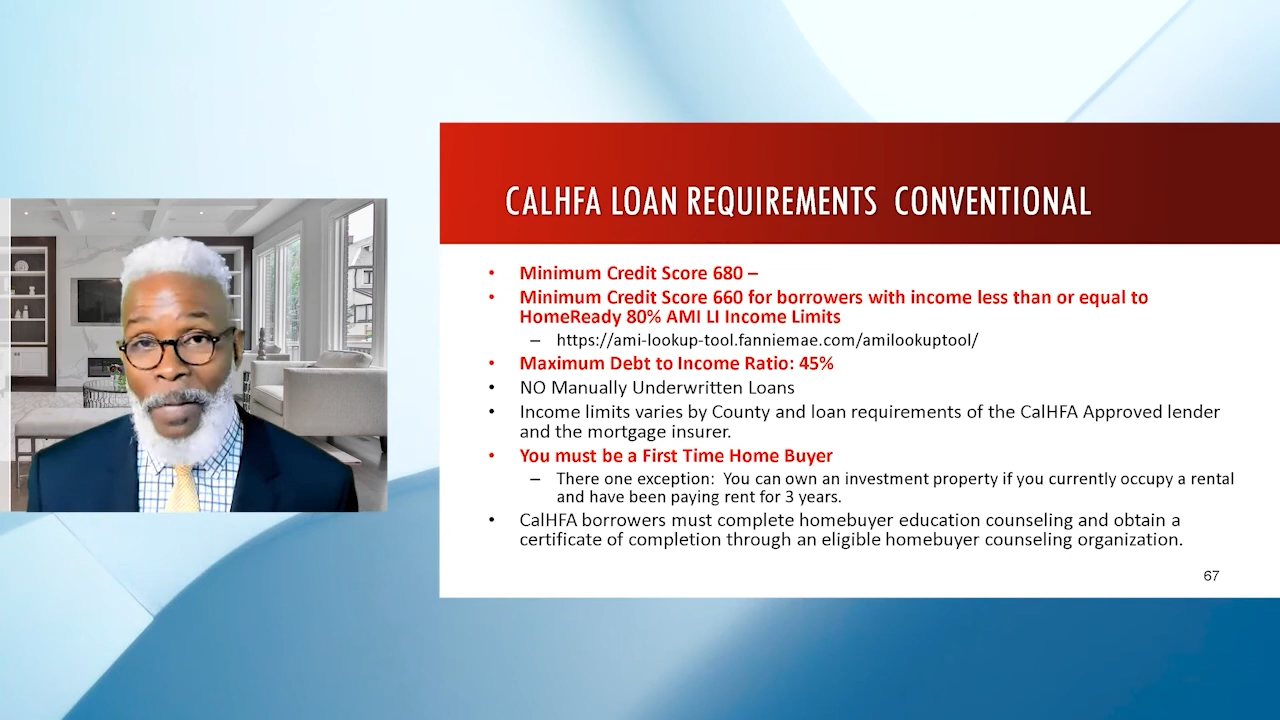 CALHFA LOAN REQUIREMENTS CONVENTIONAL
• Minimum Credit Score 680 –
• Minimum Credit Score 660 for borrowers with income less than or equal to
HomeReady 80% AMI LI Income Limits
– https://ami-lookup-tool.fanniemae.com/amilookuptool/
• Maximum Debt to Income Ratio: 45%
• NO Manually Underwritten Loans
• Income limits varies by County and loan requirements of the CalHFA Approved lender
and the mortgage insurer.
• You must be a First Time Home Buyer
– There one exception: You can own an investment property if you currently occupy a rental
and have been paying rent for 3 years.
• CalHFA borrowers must complete homebuyer education counseling and obtain a
certificate of completion through an eligible homebuyer counseling organization.
67